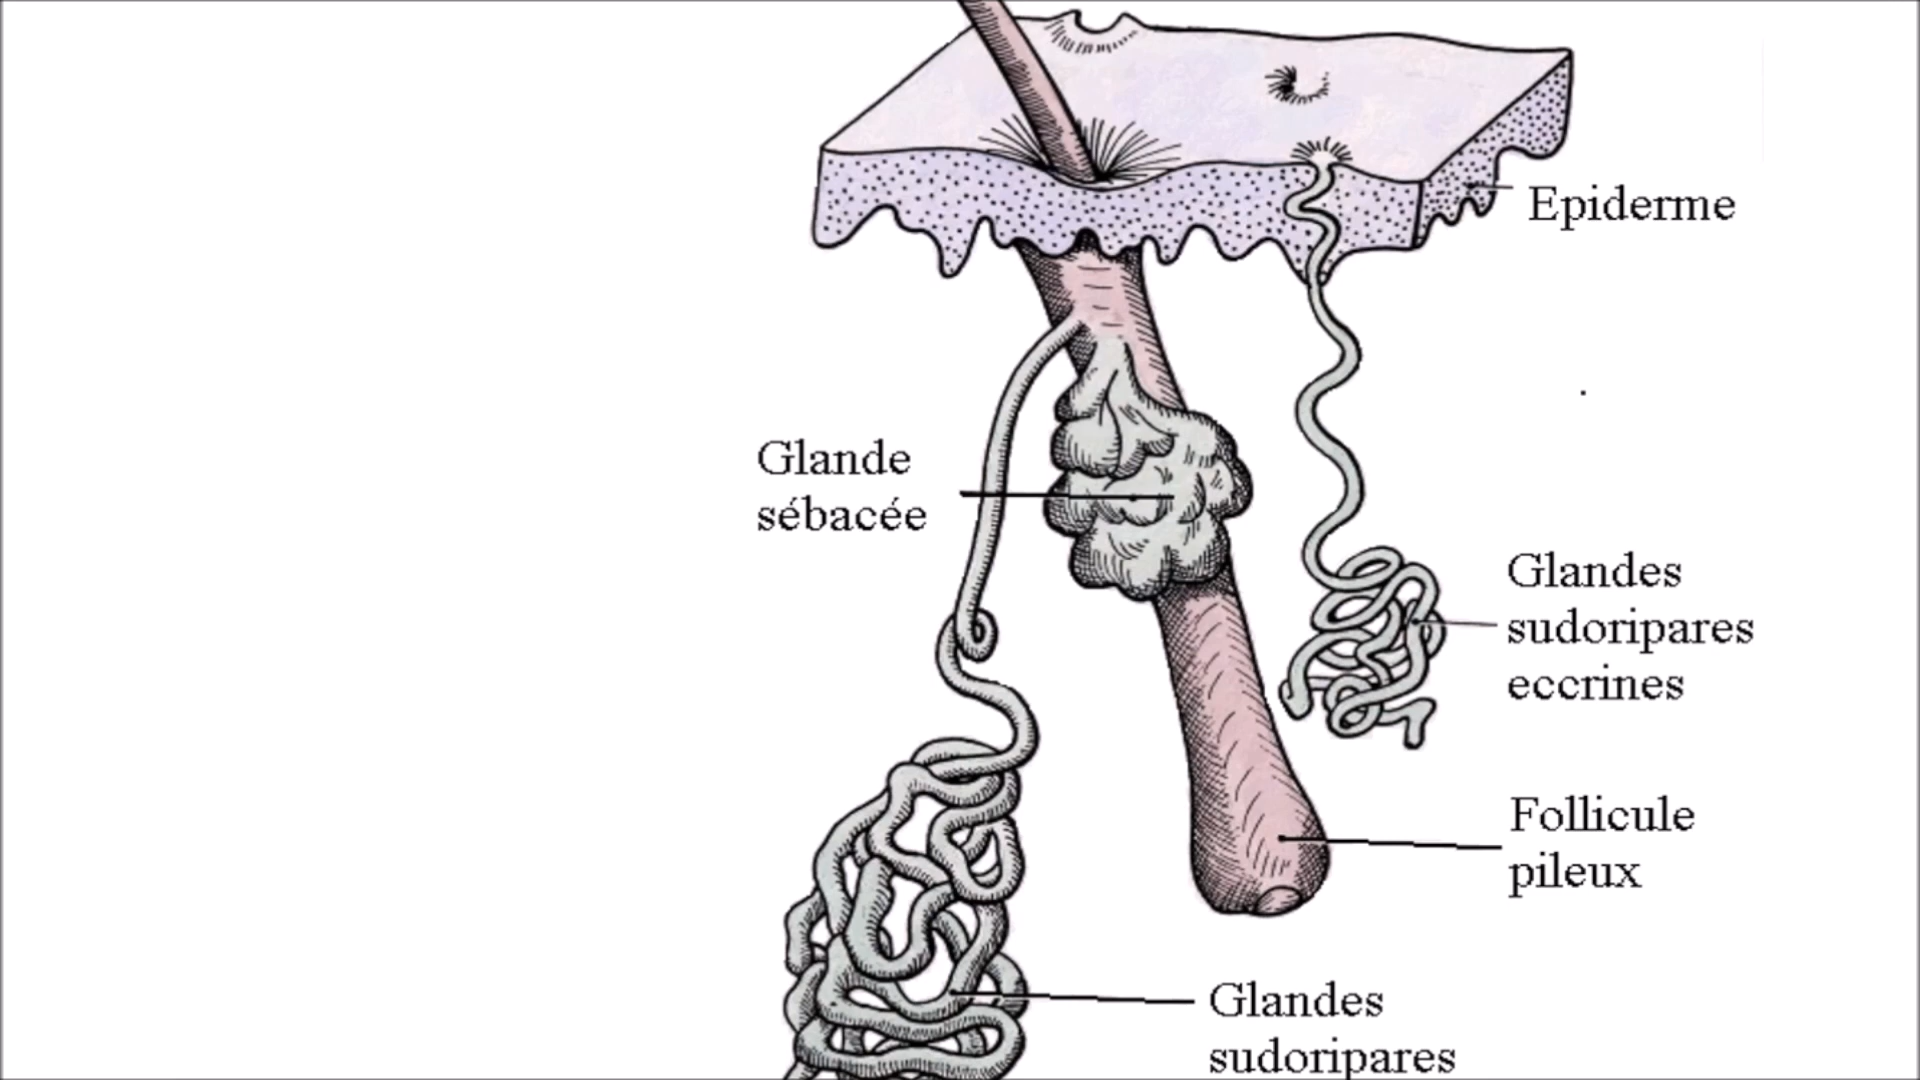 Epiderme
Glande
sébacée
Glandes
sudoripares
eccrines
Follicule
pileux
Glandes
sudoripares